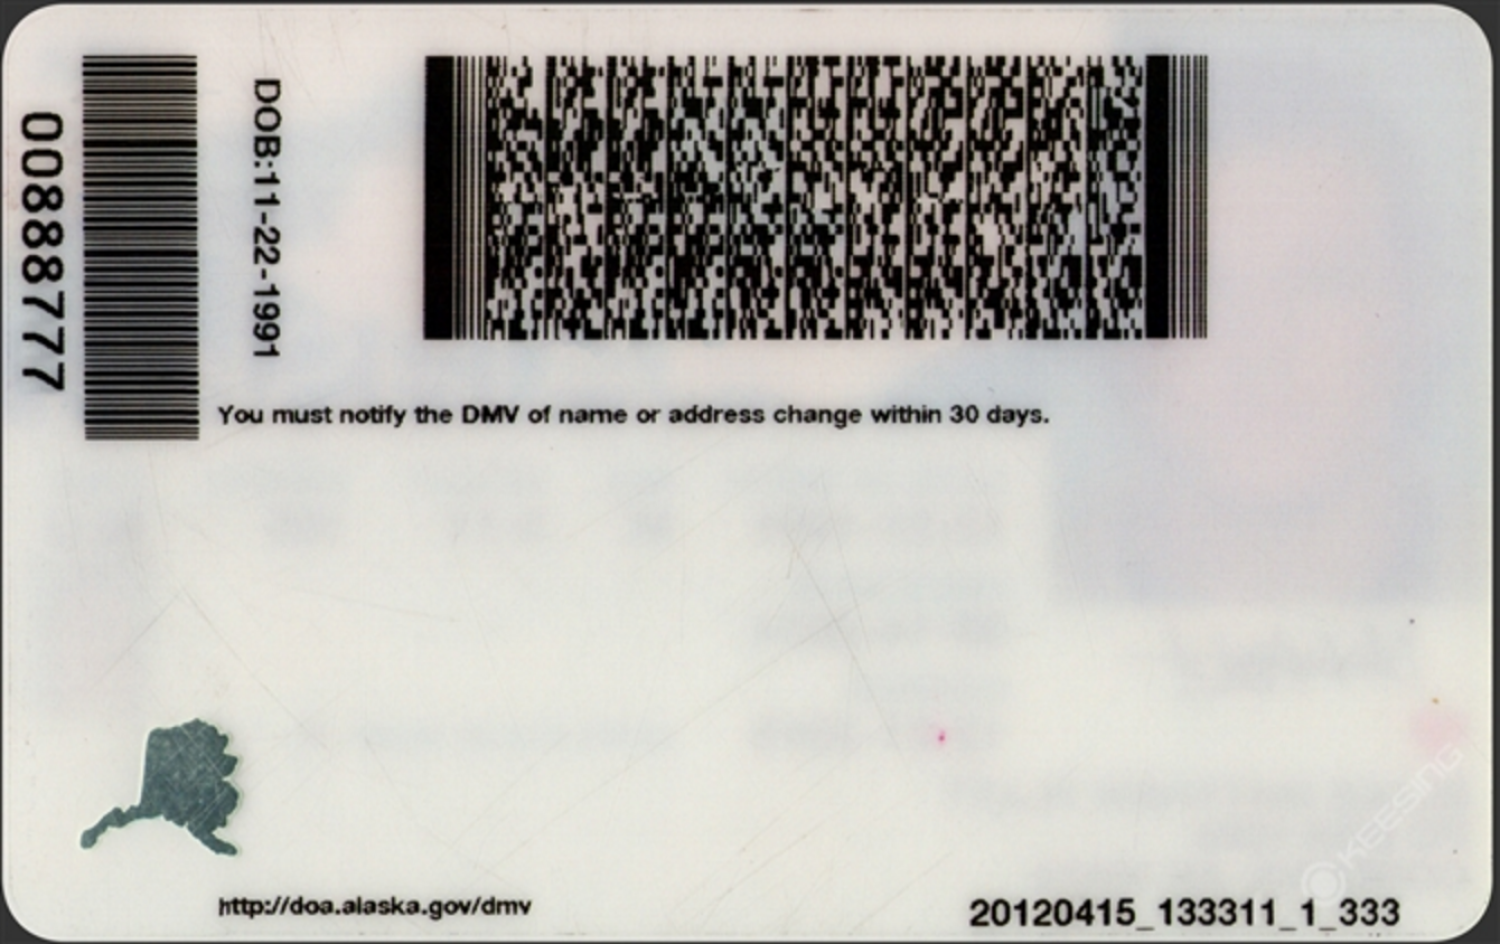 0088877
DOB:11-22-1991
You must notify the DMV of name or address change within 30 days.
KEESING
http://doa.alaska.gov/dmv
20120415_133311_1_333